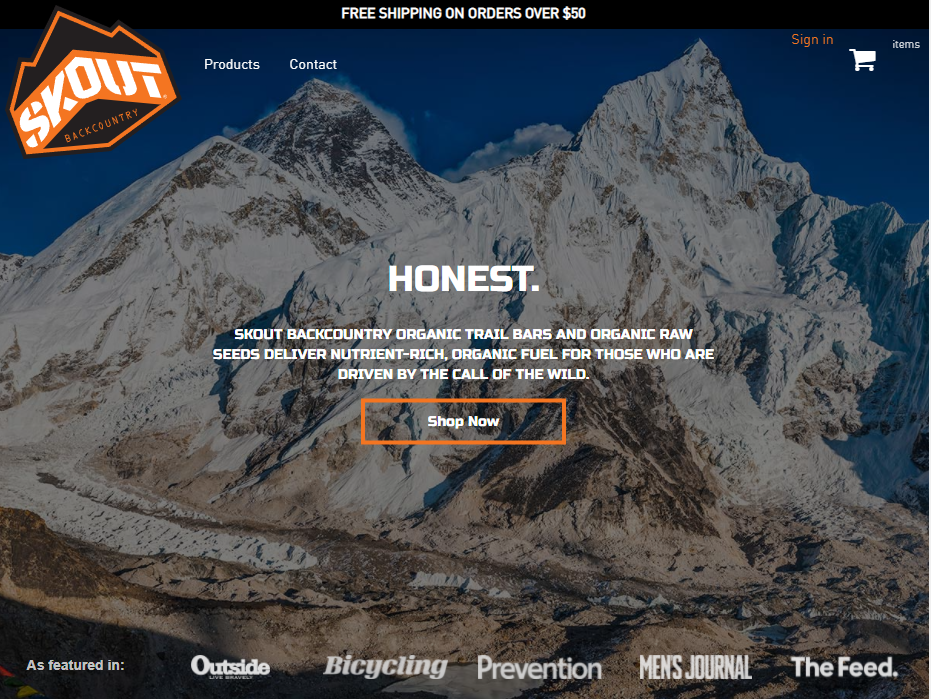 FREE SHIPPING ON ORDERS OVER $50
Sign in
items
Products
Contact
SKOUT
BACKCOUNTRY
HONEST.
SKOUT BACKCOUNTRY ORGANIC TRAIL BARS AND ORGANIC RAW
SEEDS DELIVER NUTRIENT-RICH, ORGANIC FUEL FOR THOSE WHO ARE
DRIVEN BY THE CALL OF THE WILD.
Shop Now
As featured in:
Outside
LIVE BRAVELY
Bicycling
Prevention
MEN'S JOURNAL
The Feed.